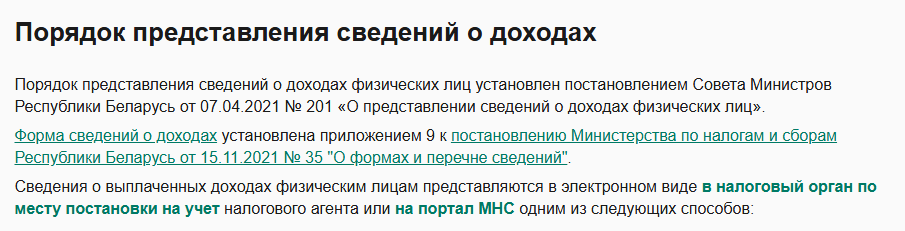 Порядок представления сведений о доходах
Порядок представления сведений о доходах физических лиц установлен постановлением Совета Министров
Республики Беларусь от 07.04.2021 № 201 «О представлении сведений о доходах физических лиц».
Форма сведений о доходах установлена приложением 9 к постановлению Министерства по налогам и сборам
Республики Беларусь от 15.11.2021 № 35 "О формах и перечне сведений".
Сведения о выплаченных доходах физическим лицам представляются в электронном виде в налоговый орган по
месту постановки на учет налогового агента или на портал МНС одним из следующих способов: